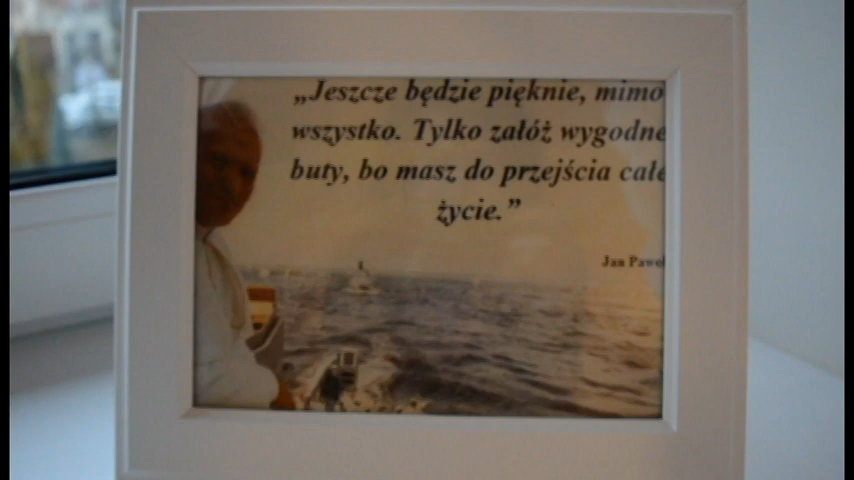 „Jeszcze będzie pięknie, mimo
wszystko. Tylko załóż wygodne
buty, bo masz do przejścia całe
życie.”
Jan Paweł